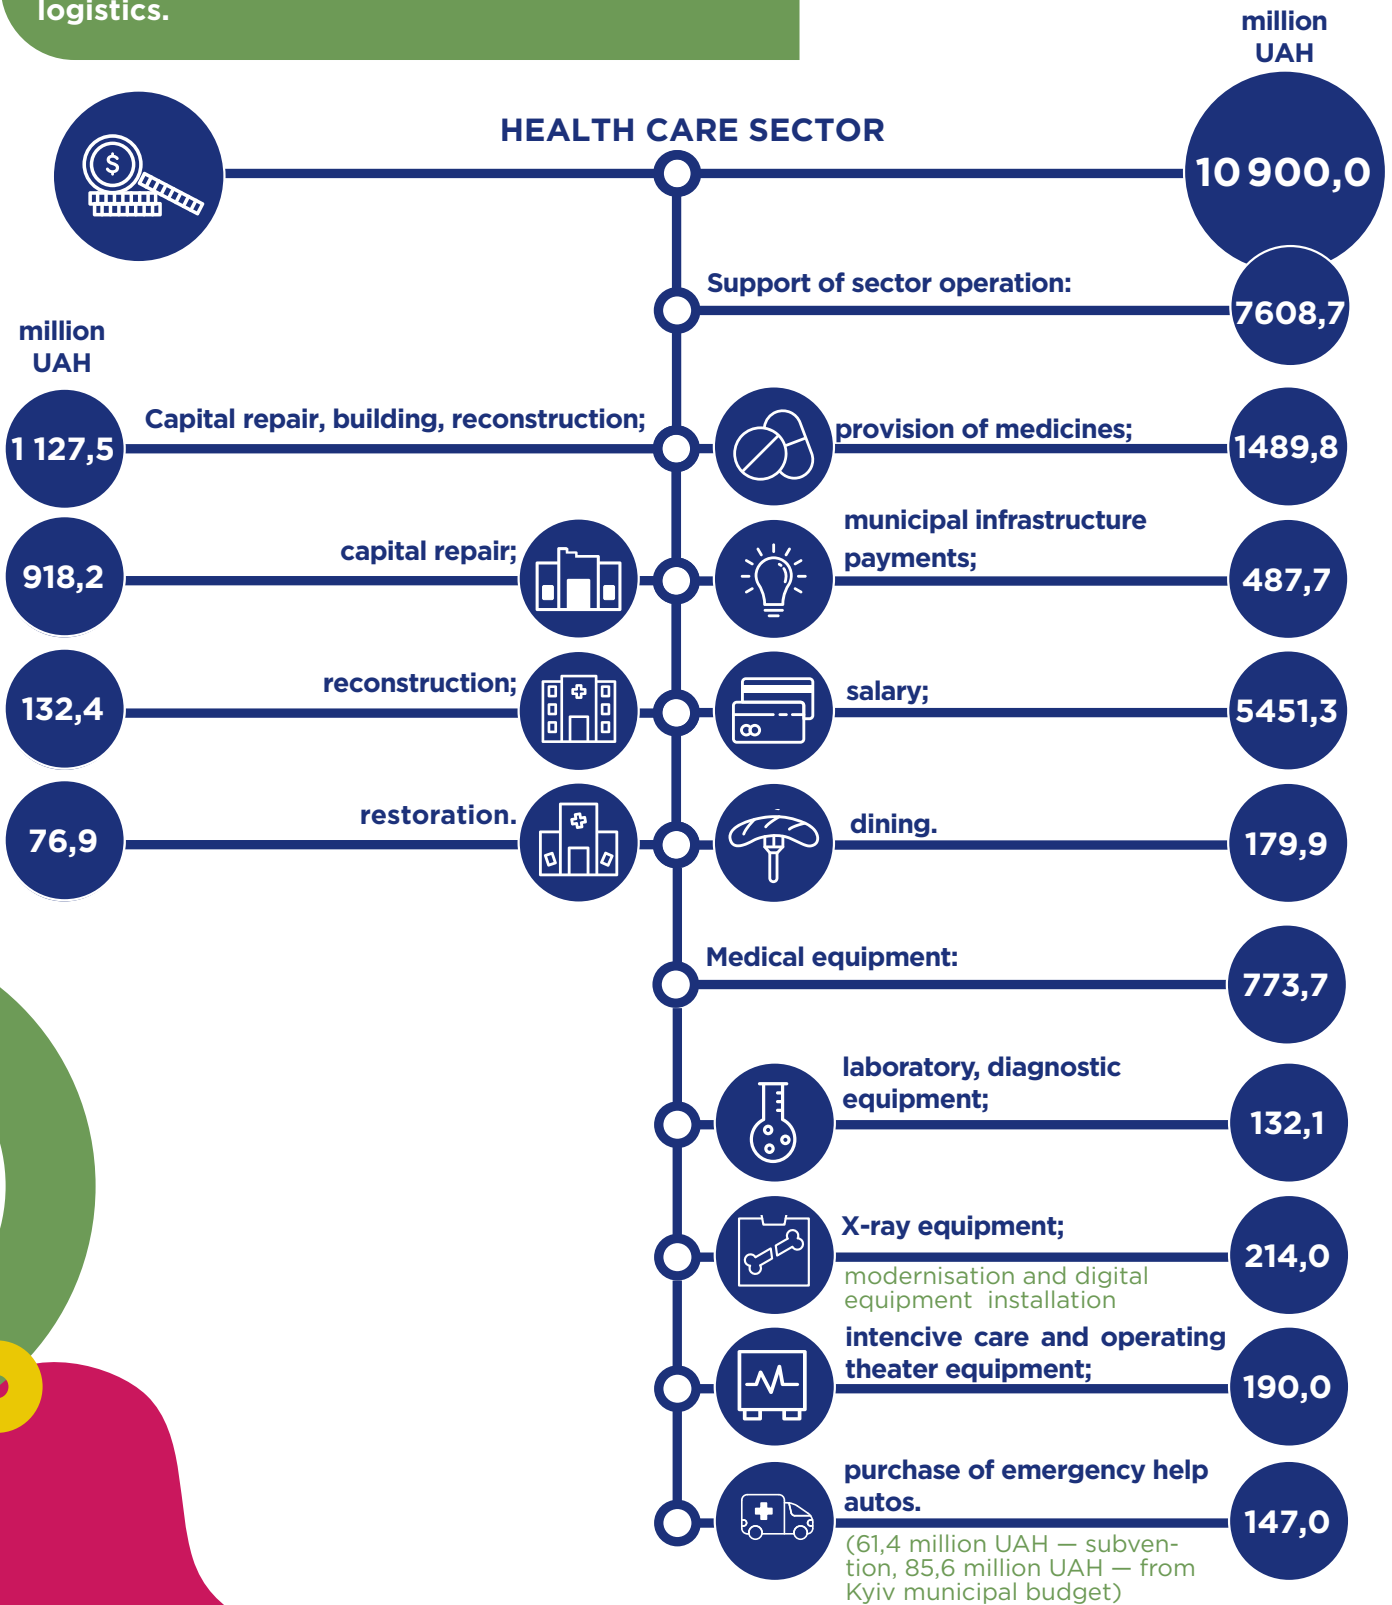 logistics.
million
UAH
HEALTH CARE SECTOR
$
10 900,0
Support of sector operation:
7608,7
million
UAH
Capital repair, building, reconstruction;
1 127,5
provision of medicines;
1489,8
capital repair;
918,2
municipal infrastructure
payments;
487,7
reconstruction;
132,4
salary;
5451,3
restoration.
76,9
dining.
179,9
Medical equipment:
773,7
laboratory, diagnostic
equipment;
132,1
X-ray equipment;
214,0
modernisation and digital
equipment installation
intencive care and operating
theater equipment;
190,0
purchase of emergency help
autos.
147,0
(61,4 million UAH — subven-
tion, 85,6 million UAH — from
Kyiv municipal budget)